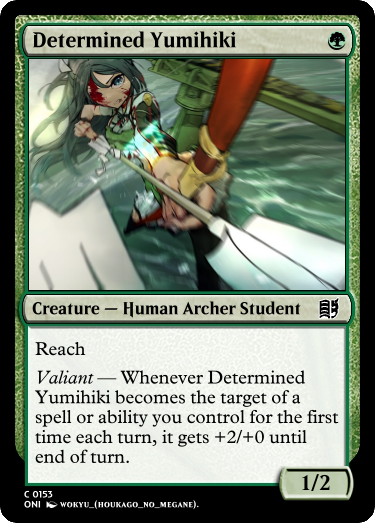 Determined Yumihiki
Creature — Human Archer Student
Reach
Valiant — Whenever Determined
Yumihiki becomes the target of a
spell or ability you control for the first
time each turn, it gets +2/+0 until
end of turn.
1/2
C 0153
ONI WOKYU_(HOUKAGO_NO_MEGANE).